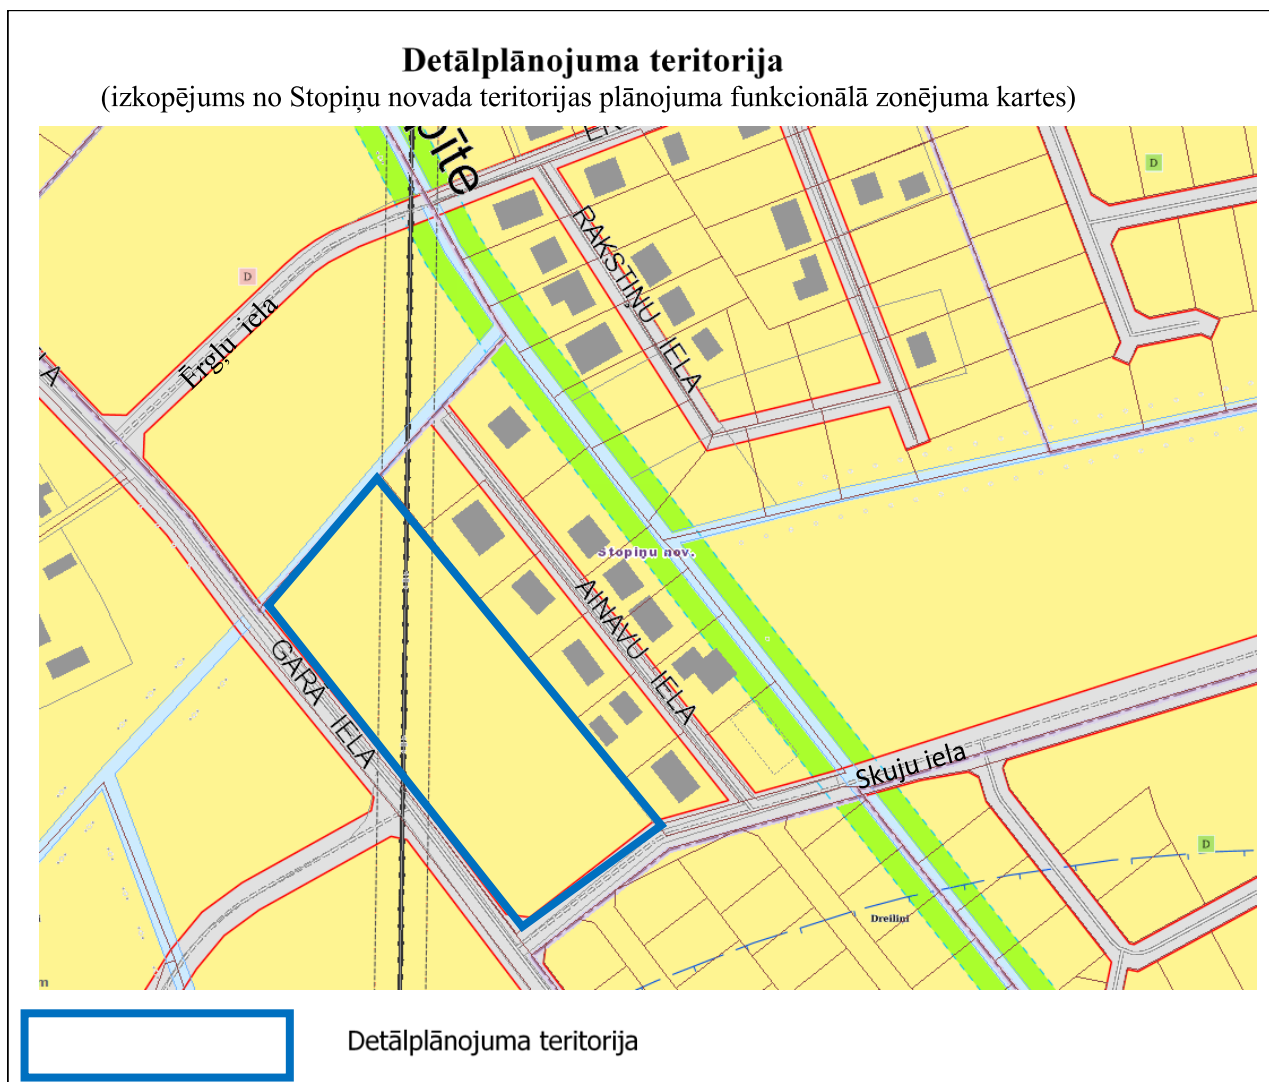 Detālplānojuma teritorija
(izkopējums no Stopiņu novada teritorijas plānojuma funkcionālā zonējuma kartes)
pīte
D
RAKSTIŅU IELA
D
Ērgļu iela
Stopiņu nov.
AINAVU IELA
GARA IELA
Skuju iela
D
Dreiliņi
m
Detālplānojuma teritorija